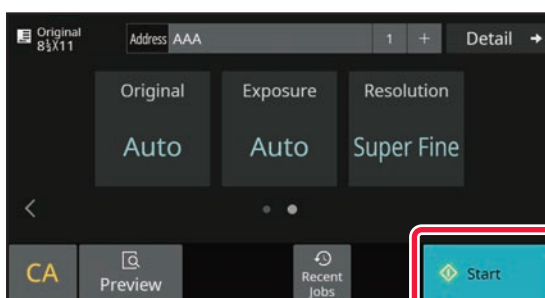 Original
8½X11
Address AAA 1 + Detail
Original Exposure Resolution
Auto Auto Super Fine
CA Preview Recent Jobs Start